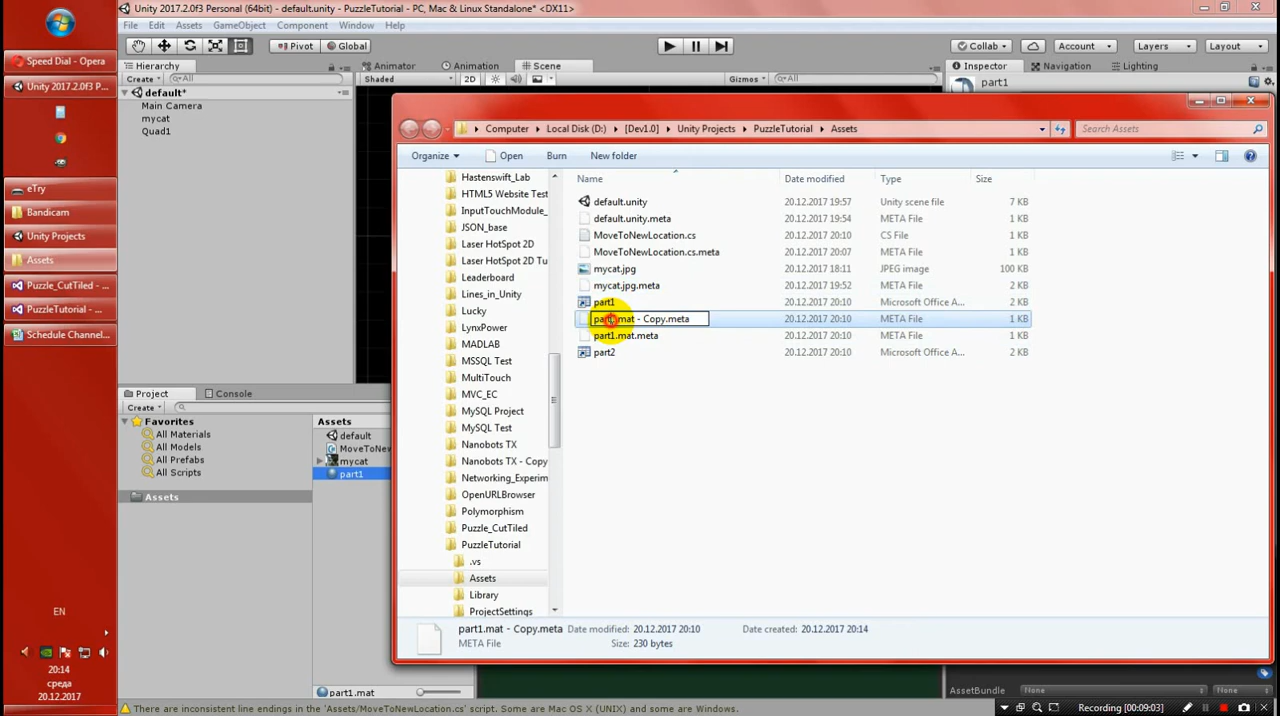 Unity 2017.2.0f3 Personal (64bit) - default.unity - PuzzleTutorial - PC, Mac & Linux Standalone* <DX11>
File Edit Assets GameObject Component Window Help
Pivot Global Collab Account Layers Layout
Speed Dial - Opera
Unity 2017.2.0f3 P...
eTry
Bandicam
Unity Projects
Assets
Puzzle_CutTiled - ...
PuzzleTutorial - ...
Schedule Channel...
EN
20:14
среда
20.12.2017
Hierarchy
Create All
default*
Main Camera
mycat
Quad1
Animator Animation Scene
Shaded 2D Gizmos All
Inspector Navigation Lighting
part1
Computer Local Disk (D:) [Dev1.0] Unity Projects PuzzleTutorial Assets
Search Assets
Organize Open Burn New folder
Hastenswift_Lab
HTML5 Website Test
InputTouchModule_
JSON_base
Laser HotSpot 2D
Laser HotSpot 2D Tu
Leaderboard
Lines_in_Unity
Lucky
LynxPower
MADLAB
MSSQL Test
MultiTouch
MVC_EC
MySQL Project
MySQL Test
Nanobots TX
Nanobots TX - Copy
Networking_Experim
OpenURLBrowser
Polymorphism
Puzzle_CutTiled
PuzzleTutorial
.vs
Assets
Library
ProjectSettings
Name Date modified Type Size
default.unity 20.12.2017 19:57 Unity scene file 7 KB
default.unity.meta 20.12.2017 19:54 META File 1 KB
MoveToNewLocation.cs 20.12.2017 20:10 CS File 1 KB
MoveToNewLocation.cs.meta 20.12.2017 20:07 META File 1 KB
mycat.jpg 20.12.2017 18:11 JPEG image 100 KB
mycat.jpg.meta 20.12.2017 19:52 META File 2 KB
part1 20.12.2017 20:10 Microsoft Office A... 2 KB
part1.mat - Copy.meta 20.12.2017 20:10 META File 1 KB
part1.mat.meta 20.12.2017 20:10 META File 1 KB
part2 20.12.2017 20:10 Microsoft Office A... 2 KB
part1.mat - Copy.meta Date modified: 20.12.2017 20:10 Date created: 20.12.2017 20:14
META File Size: 230 bytes
Project Console
Create
Favorites
All Materials
All Models
All Prefabs
All Scripts
Assets
Assets
default
MoveToNew
mycat
part1
part1.mat
AssetBundle None None
There are inconsistent line endings in the 'Assets/MoveToNewLocation.cs' script. Some are Mac OS X (UNIX) and some are Windows.
Recording [00:09:03]